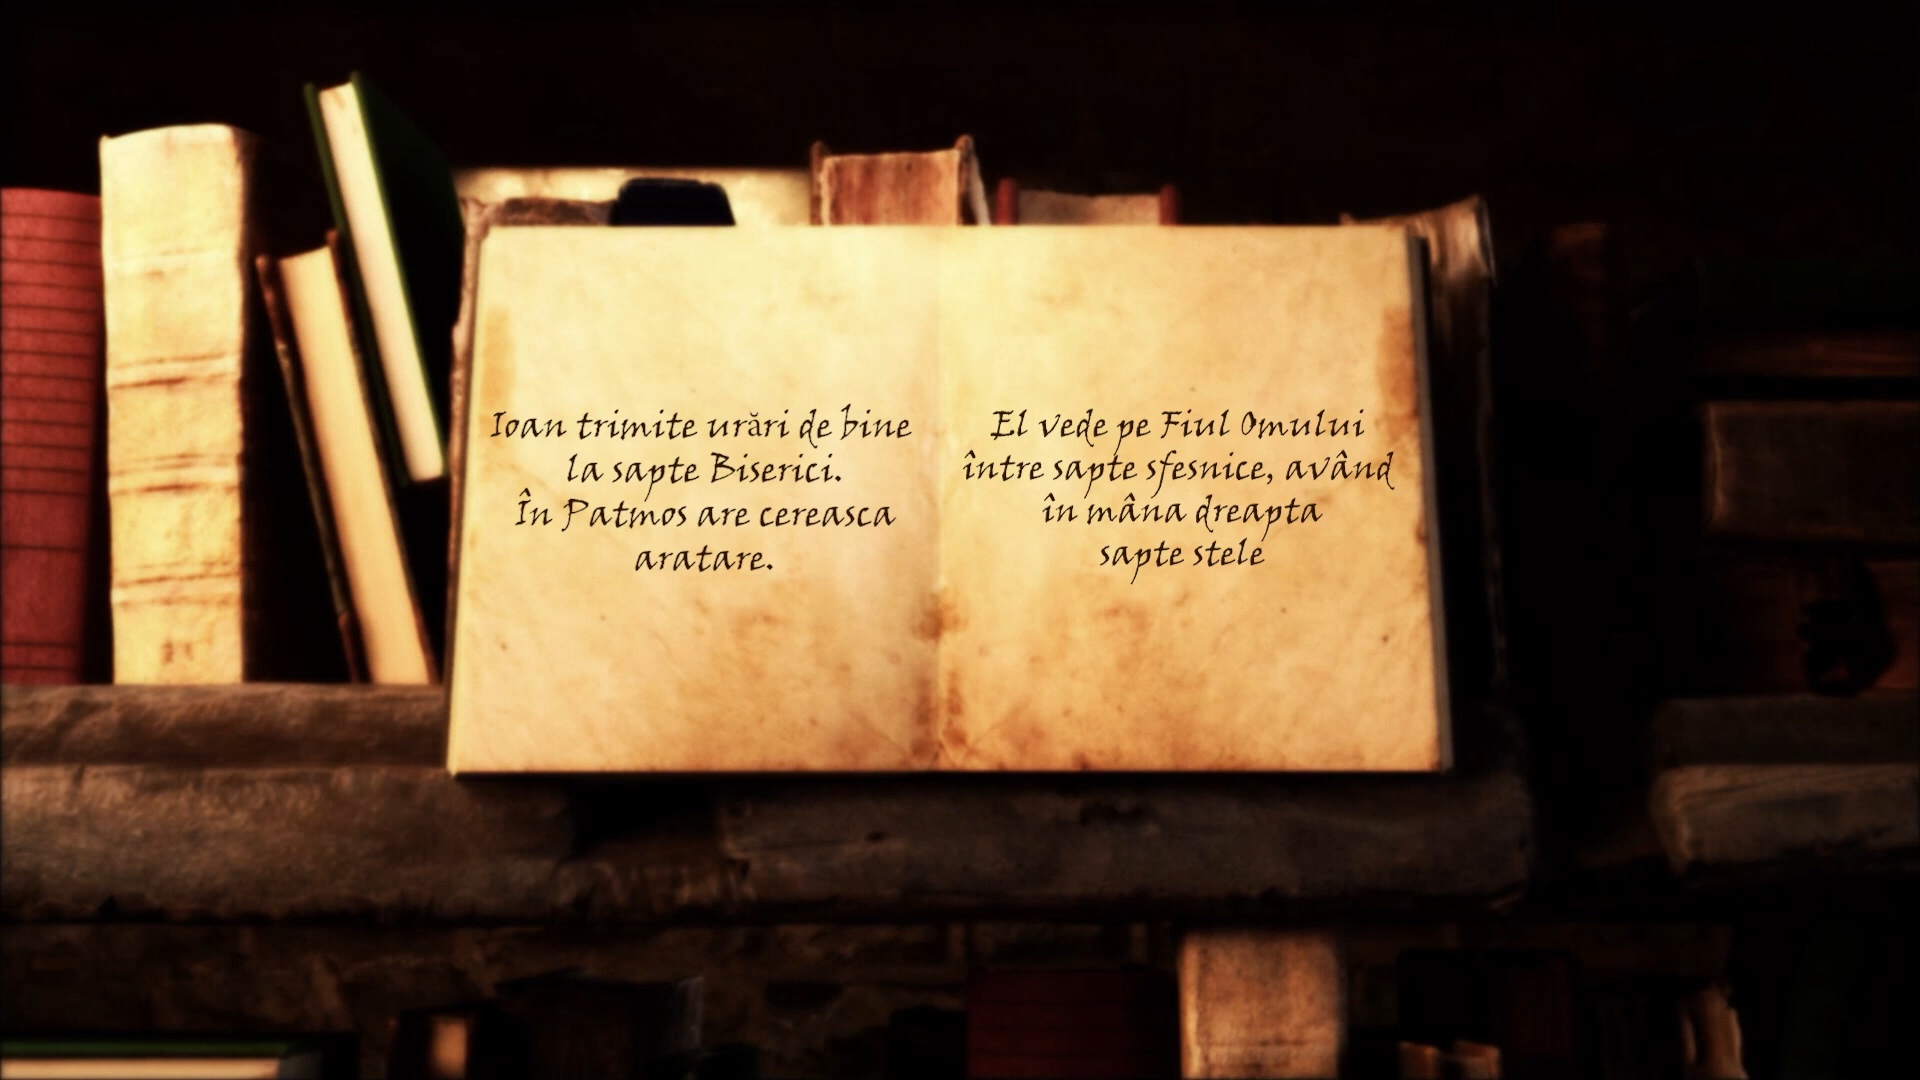 Ioan trimite urări de bine
la sapte Biserici.
În Patmos are cereasca
aratare.
El vede pe Fiul Omului
între sapte sfesnice, având
în mâna dreapta
sapte stele